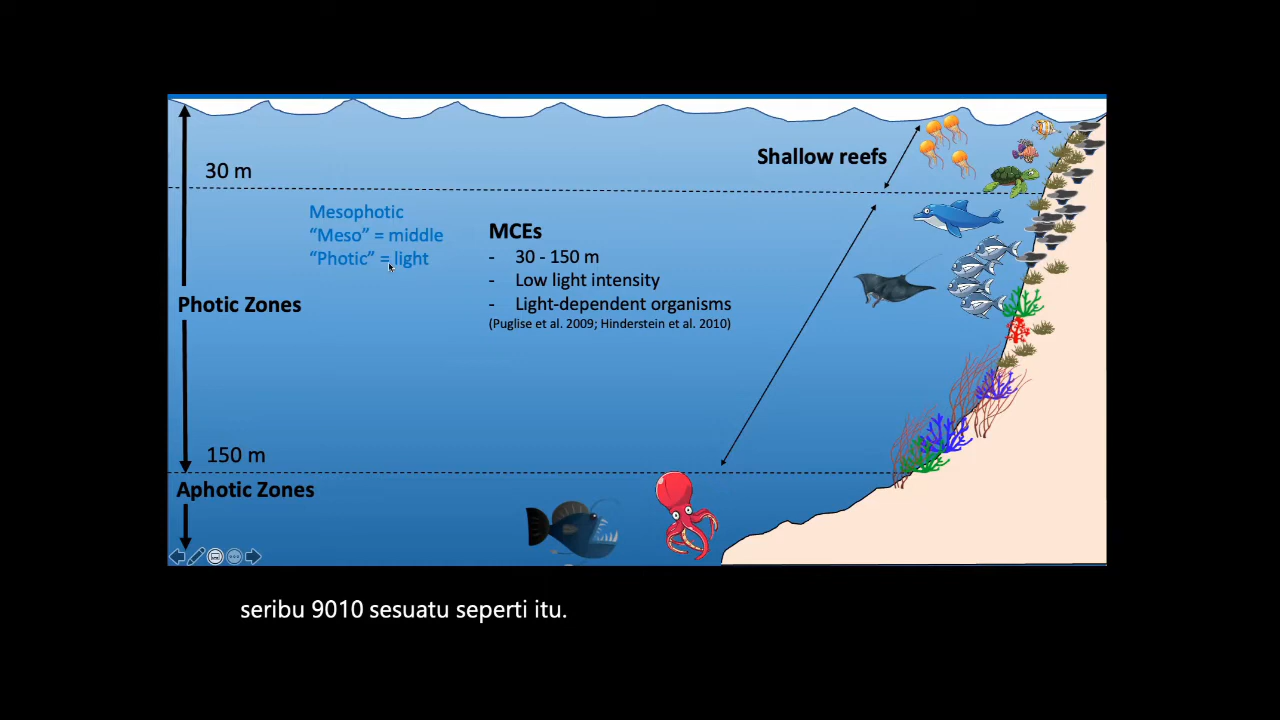 Shallow reefs
30 m
Mesophotic
“Meso” = middle
“Photic” = light
MCEs
- 30 - 150 m
- Low light intensity
- Light-dependent organisms
(Puglise et al. 2009; Hinderstein et al. 2010)
Photic Zones
150 m
Aphotic Zones
seribu 9010 sesuatu seperti itu.